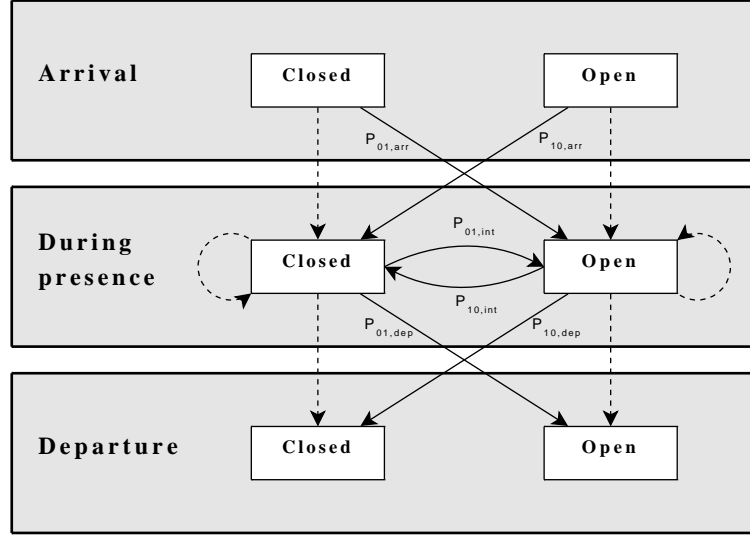 Arrival
Closed
Open
P01,arr
P10,arr
During
presence
Closed
Open
P01,int
P10,int
P01,dep
P10,dep
Departure
Closed
Open